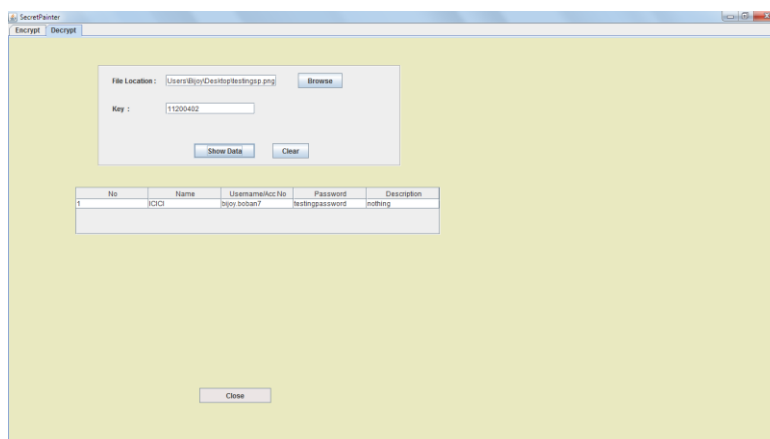 SecretPainter
Encrypt Decrypt
File Location : Users\Bijoy\Desktop\testingsp.png Browse
Key : 11200402
Show Data Clear
No Name Username/Acc No Password Description
1 ICICI bijoy.boban7 testingpassword nothing
Close